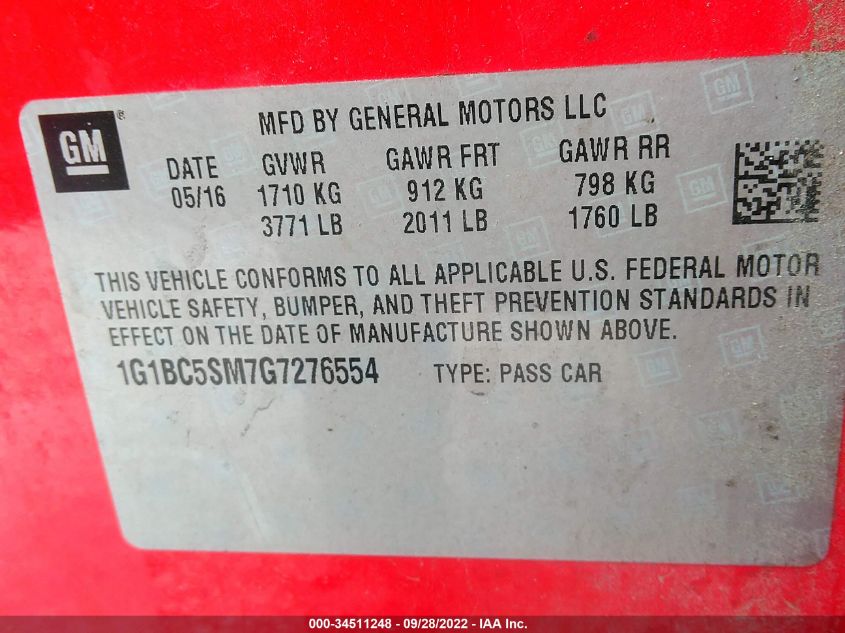 GM ®
MFD BY GENERAL MOTORS LLC
DATE GVWR GAWR FRT GAWR RR
05/16 1710 KG 912 KG 798 KG
3771 LB 2011 LB 1760 LB
THIS VEHICLE CONFORMS TO ALL APPLICABLE U.S. FEDERAL MOTOR
VEHICLE SAFETY, BUMPER, AND THEFT PREVENTION STANDARDS IN
EFFECT ON THE DATE OF MANUFACTURE SHOWN ABOVE.
1G1BC5SM7G7276554 TYPE: PASS CAR
000-34511248 - 09/28/2022 - IAA Inc.